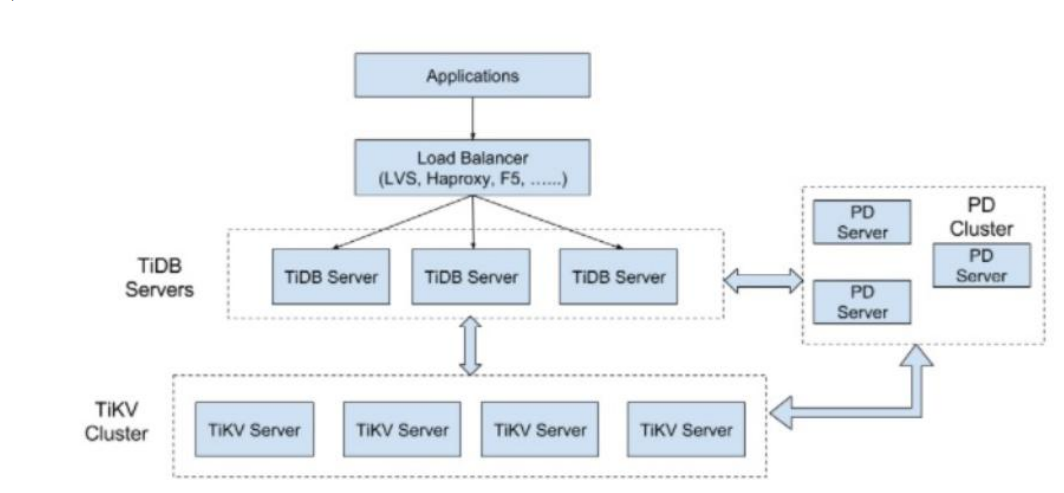 Applications
Load Balancer
(LVS, Haproxy, F5, ......)
TiDB
Servers
TiDB Server
TiDB Server
TiDB Server
PD
Server
PD
Cluster
PD
Server
PD
Server
TiKV
Cluster
TiKV Server
TiKV Server
TiKV Server
TiKV Server